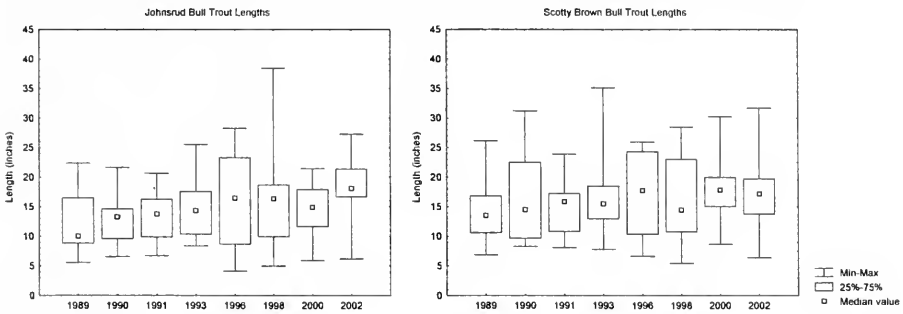 Johnsrud Bull Trout Lengths
Length (inches)
45
40
35
30
25
20
15
10
5
0
1989 1990 1991 1993 1996 1998 2000 2002
Scotty Brown Bull Trout Lengths
Length (inches)
45
40
35
30
25
20
15
10
5
0
1989 1990 1991 1993 1996 1998 2000 2002
Min-Max
25%-75%
Median value